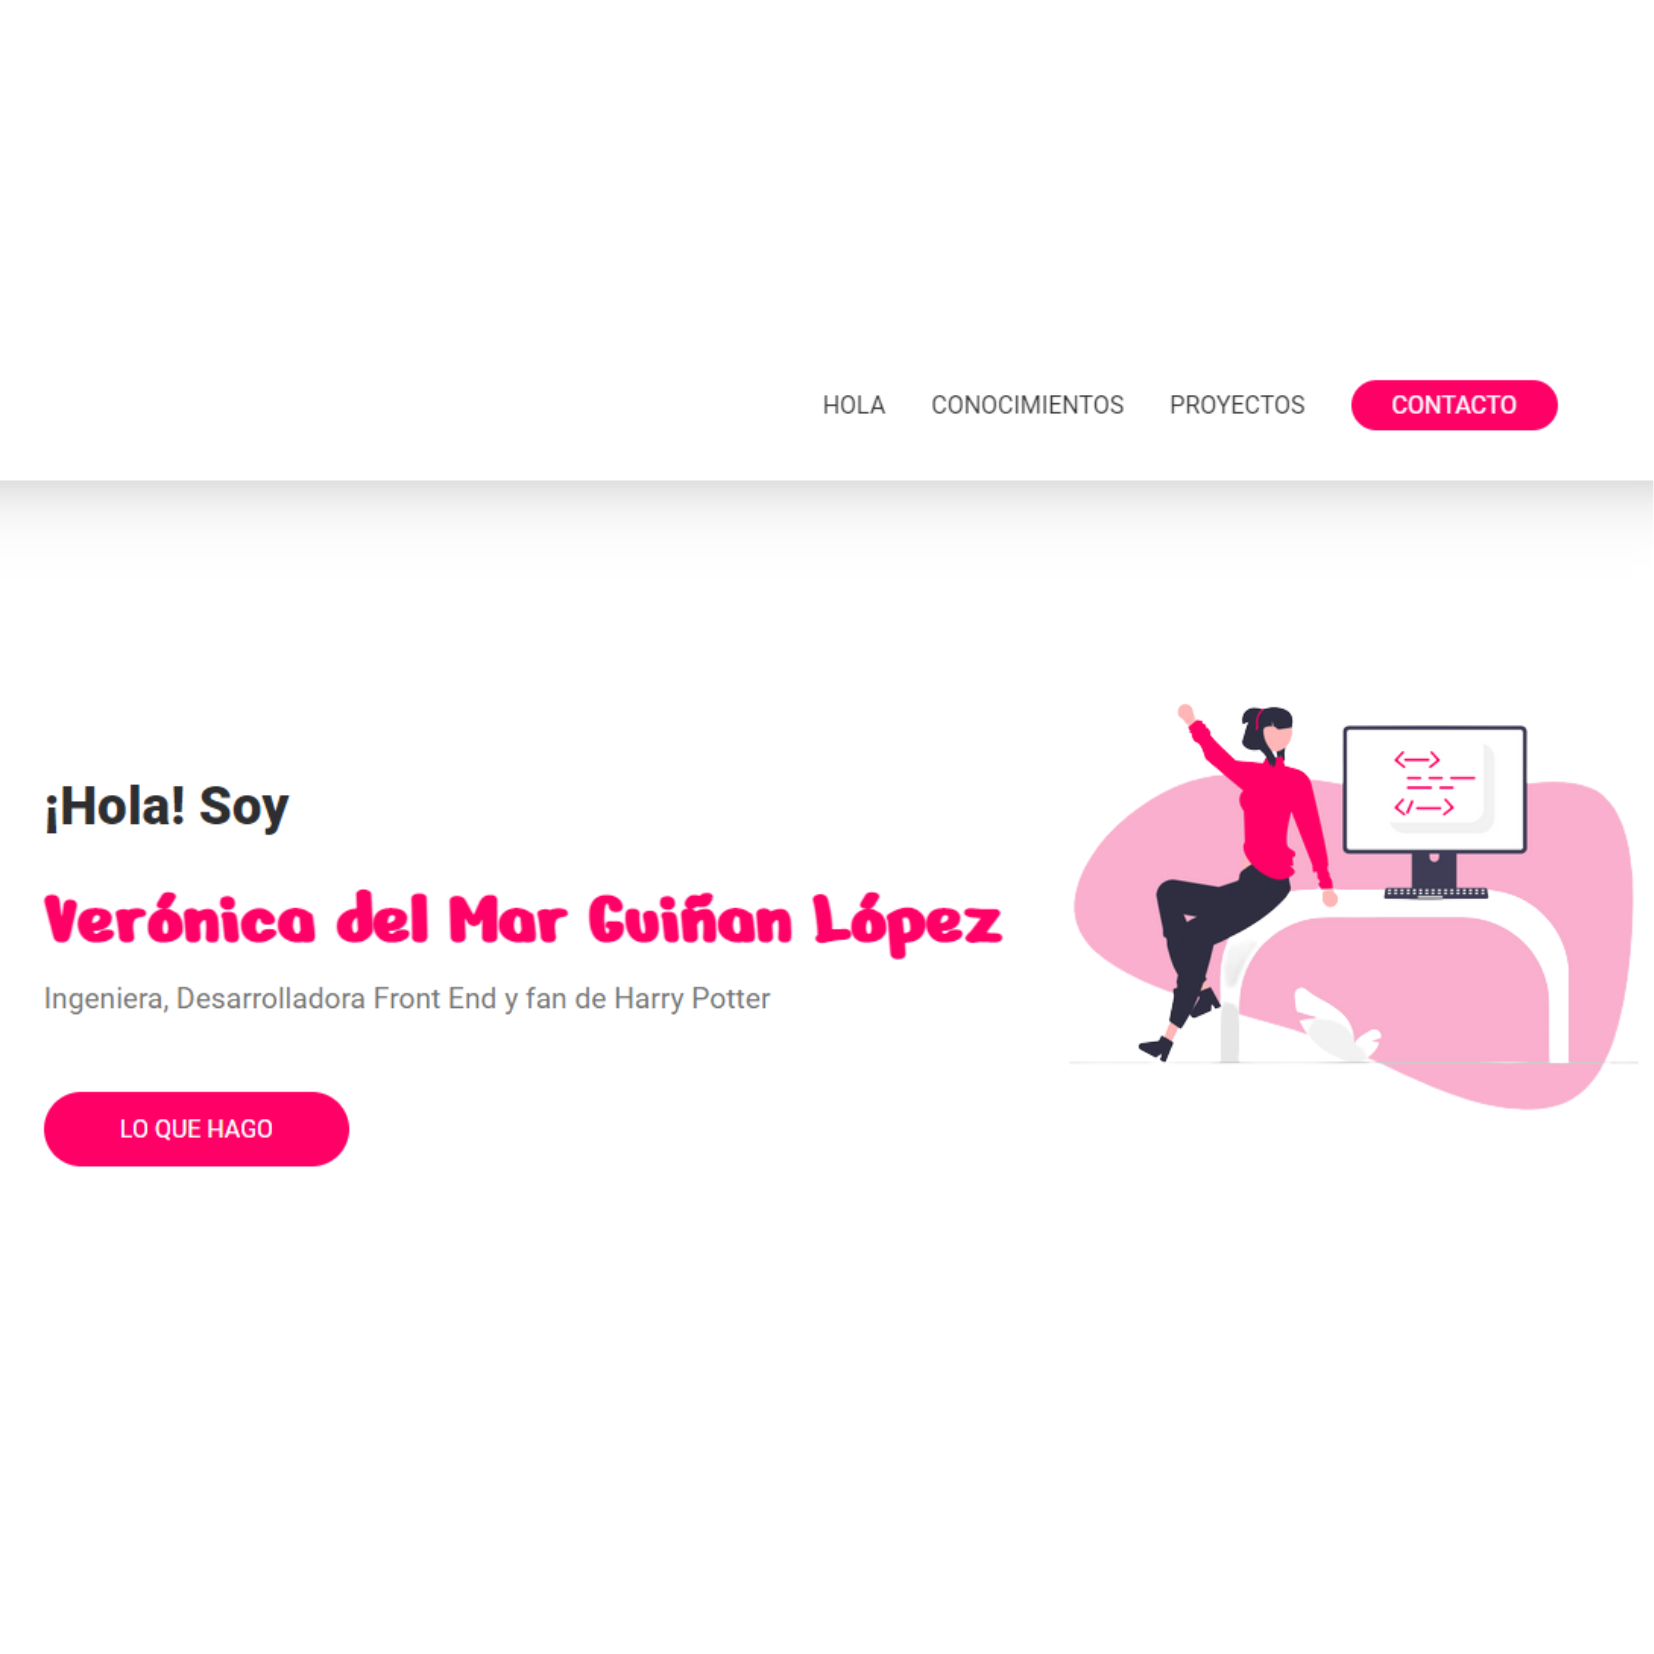 HOLA CONOCIMIENTOS PROYECTOS CONTACTO
¡Hola! Soy
Verónica del Mar Guiñan López
Ingeniera, Desarrolladora Front End y fan de Harry Potter
LO QUE HAGO